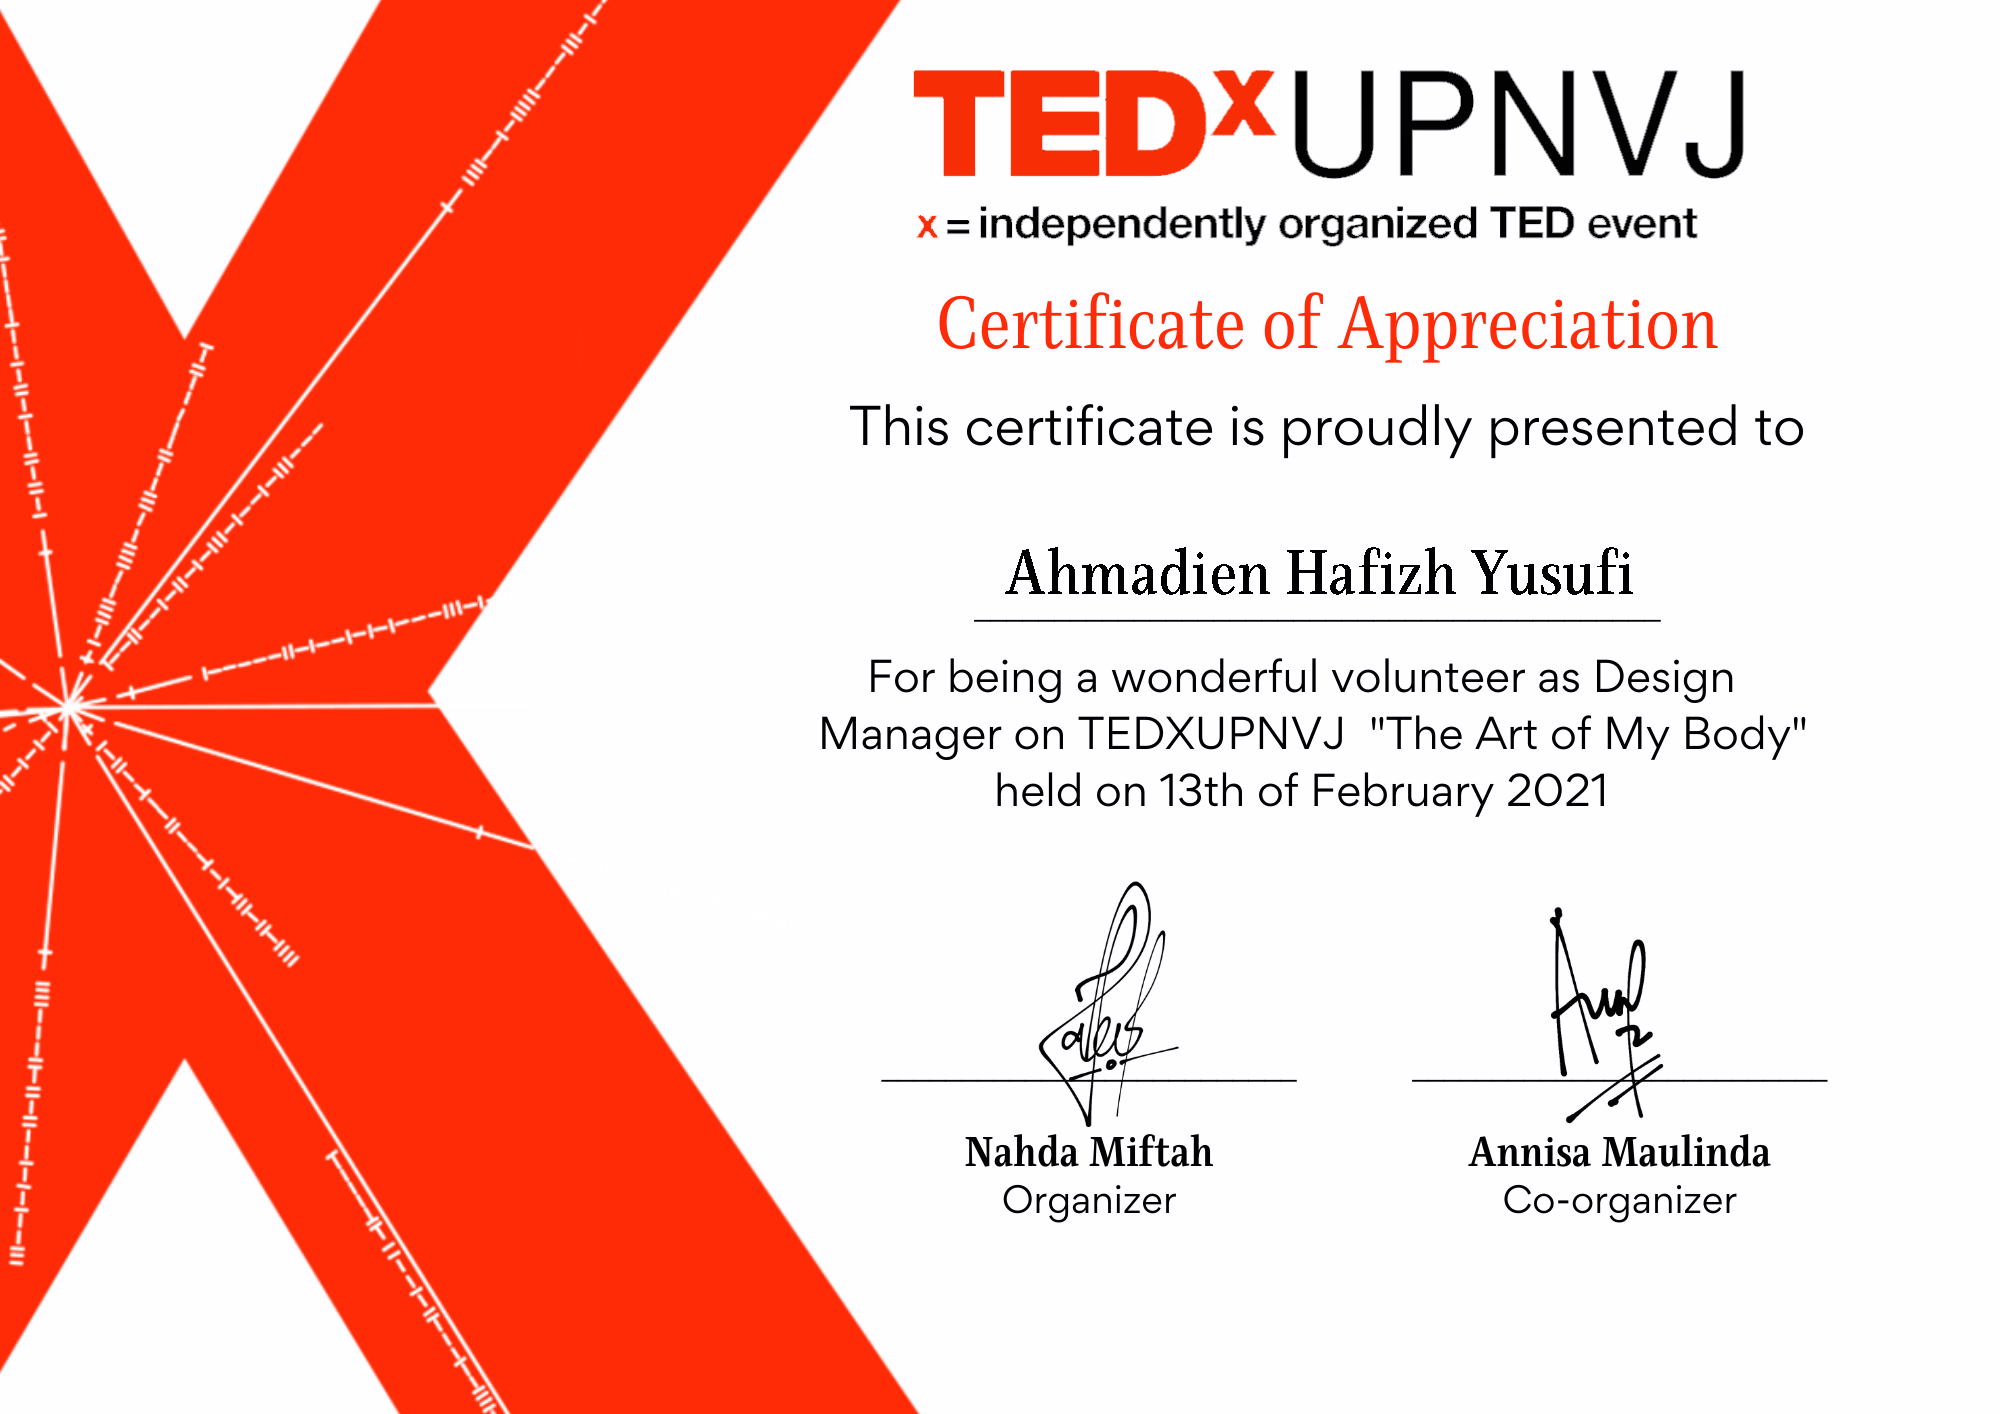 TEDxUPNVJ
x = independently organized TED event
Certificate of Appreciation
This certificate is proudly presented to
Ahmadien Hafizh Yusufi
For being a wonderful volunteer as Design
Manager on TEDXUPNVJ "The Art of My Body"
held on 13th of February 2021
Nahda Miftah
Organizer
Annisa Maulinda
Co-organizer